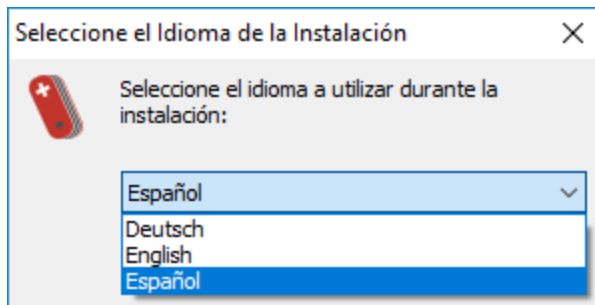 Seleccione el Idioma de la Instalación
Seleccione el idioma a utilizar durante la
instalación:
Español
Deutsch
English
Español